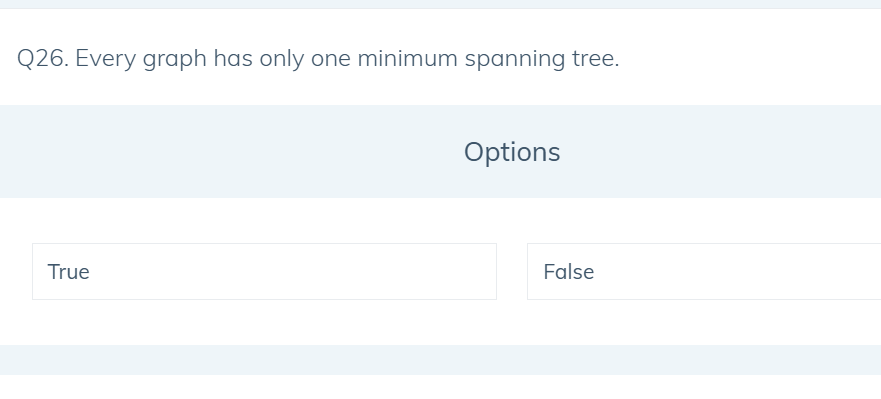 Q26. Every graph has only one minimum spanning tree.
Options
True
False